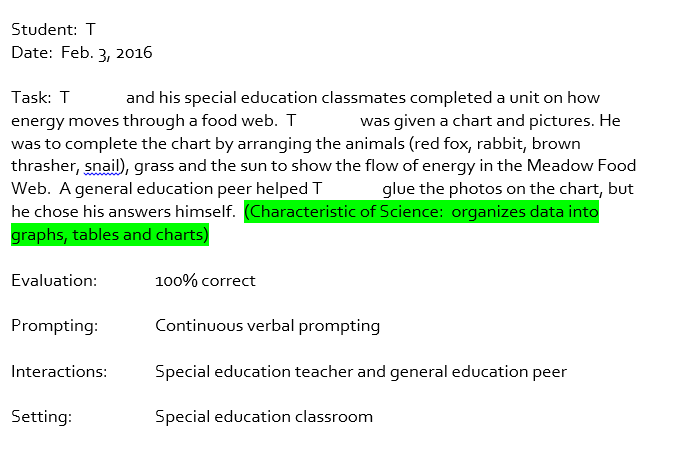 Student: T
Date: Feb. 3, 2016
Task: T and his special education classmates completed a unit on how
energy moves through a food web. T was given a chart and pictures. He
was to complete the chart by arranging the animals (red fox, rabbit, brown
thrasher, snail), grass and the sun to show the flow of energy in the Meadow Food
Web. A general education peer helped T glue the photos on the chart, but
he chose his answers himself. (Characteristic of Science: organizes data into
graphs, tables and charts)
Evaluation: 100% correct
Prompting: Continuous verbal prompting
Interactions: Special education teacher and general education peer
Setting: Special education classroom